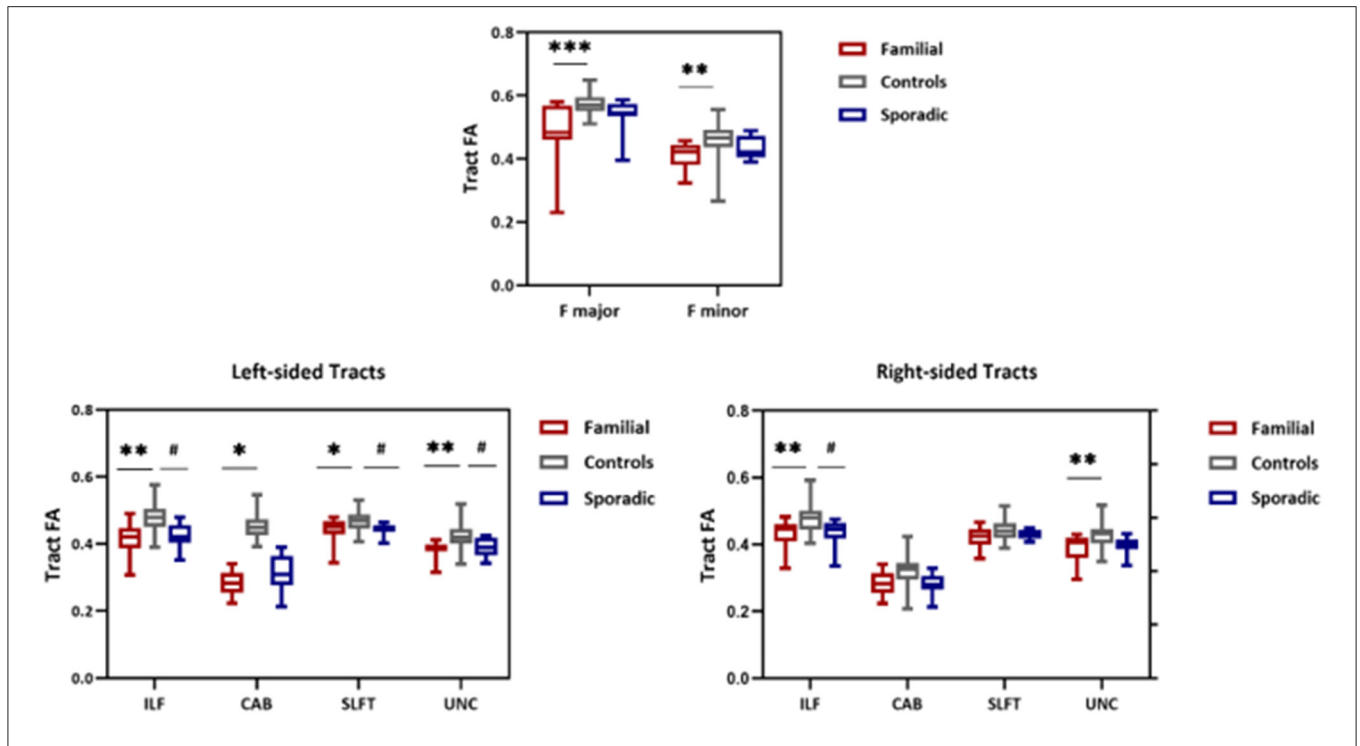 0.8
0.6
0.4
0.2
0.0
Tract FA
***
**
F major
F minor
Familial
Controls
Sporadic
Left-sided Tracts
0.8
0.6
0.4
0.2
0.0
Tract FA
** # * * # ** #
ILF CAB SLFT UNC
Familial
Controls
Sporadic
Right-sided Tracts
0.8
0.6
0.4
0.2
0.0
Tract FA
** # **
ILF CAB SLFT UNC
Familial
Controls
Sporadic